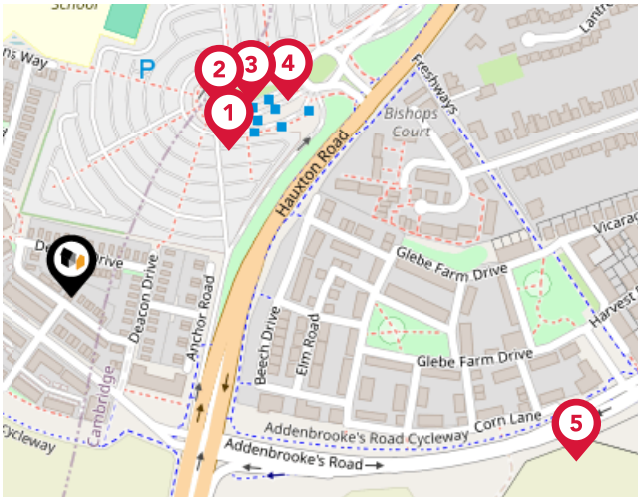 School
ns Way
P
2
3
4
1
Freshways
Lantre
Bishops
Court
Hauxton Road
Vicarag
De Drive
Glebe Farm Drive
Deacon Drive
Anchor Road
Beech Drive
Elm Road
Harvest
Glebe Farm Drive
Cambridge
Corn Lane
5
Addenbrooke's Road Cycleway
Cycleway
Addenbrooke's Road